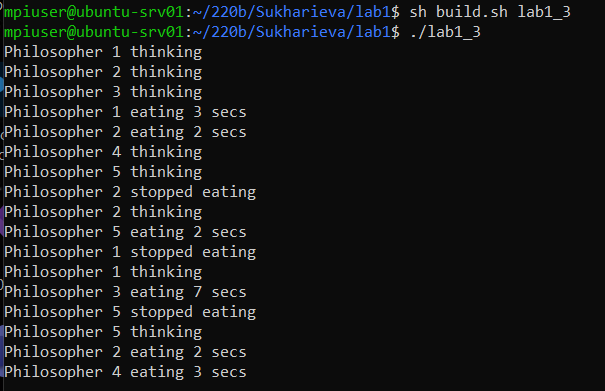 mpiuser@ubuntu-srv01:~/220b/Sukharieva/lab1$ sh build.sh lab1_3
mpiuser@ubuntu-srv01:~/220b/Sukharieva/lab1$ ./lab1_3
Philosopher 1 thinking
Philosopher 2 thinking
Philosopher 3 thinking
Philosopher 1 eating 3 secs
Philosopher 2 eating 2 secs
Philosopher 4 thinking
Philosopher 5 thinking
Philosopher 2 stopped eating
Philosopher 2 thinking
Philosopher 5 eating 2 secs
Philosopher 1 stopped eating
Philosopher 1 thinking
Philosopher 3 eating 7 secs
Philosopher 5 stopped eating
Philosopher 5 thinking
Philosopher 2 eating 2 secs
Philosopher 4 eating 3 secs